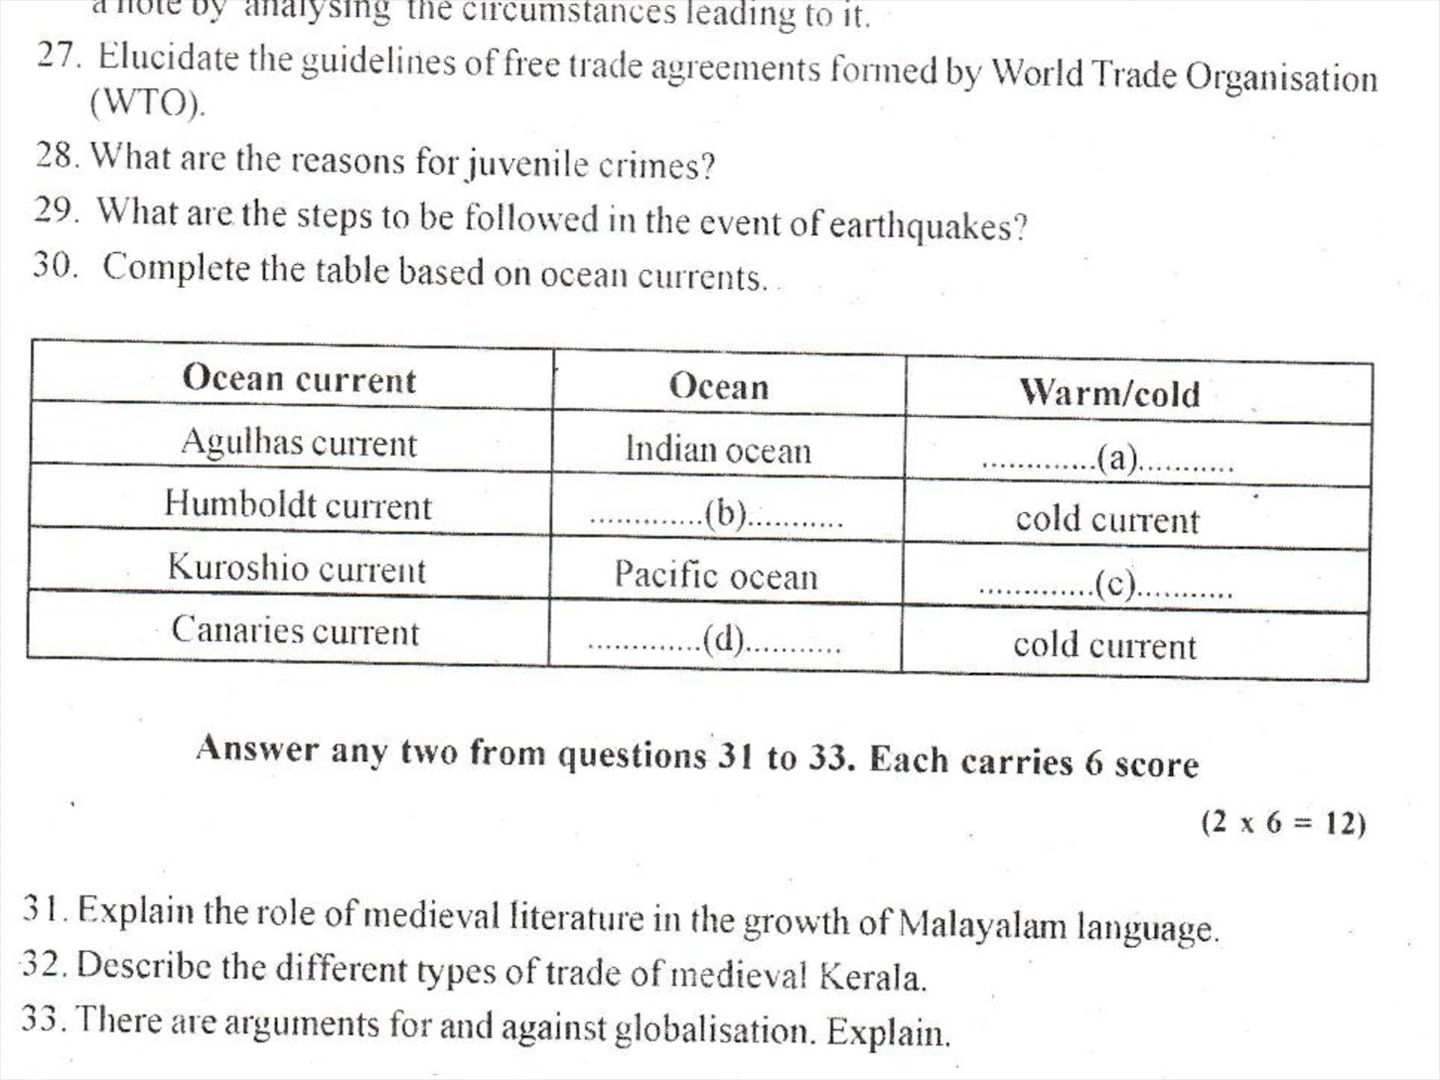 a note by analysing the circumstances leading to it.
27. Elucidate the guidelines of free trade agreements formed by World Trade Organisation
(WTO).
28. What are the reasons for juvenile crimes?
29. What are the steps to be followed in the event of earthquakes?
30. Complete the table based on ocean currents.
Ocean current Ocean Warm/cold
Agulhas current Indian ocean .............(a)...........
Humboldt current .............(b)........... cold current
Kuroshio current Pacific ocean .............(c)...........
Canaries current .............(d)........... cold current
Answer any two from questions 31 to 33. Each carries 6 score
(2 x 6 = 12)
31. Explain the role of medieval literature in the growth of Malayalam language.
32. Describe the different types of trade of medieval Kerala.
33. There are arguments for and against globalisation. Explain.